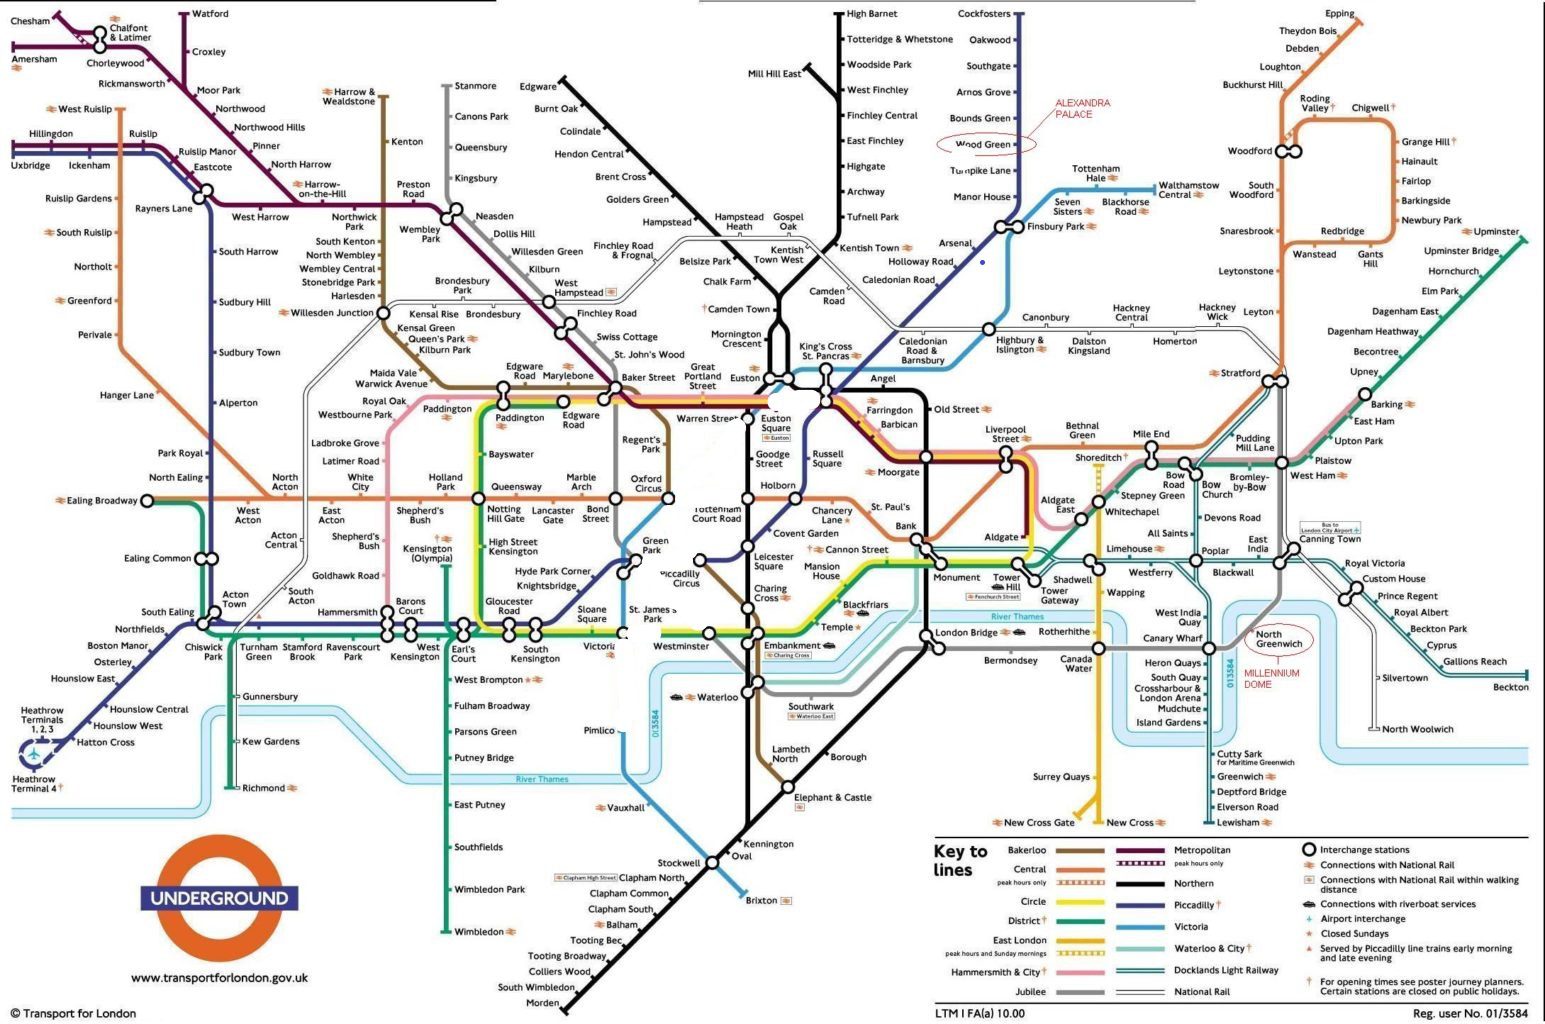 Chesham
Chalfont
& Latimer
Watford
Amersham
Chorleywood
Croxley
Rickmansworth
Moor Park
West Ruislip
Northwood
Northwood Hills
Pinner
North Harrow
Hillingdon
Ruislip
Ruislip Manor
Eastcote
Uxbridge
Ickenham
Harrow-
on-the-Hill
Ruislip Gardens
Rayners Lane
West Harrow
Northwick
Park
Preston
Road
Wembley
Park
Harrow &
Wealdstone
Kenton
South Kenton
North Wembley
Wembley Central
Stonebridge Park
Harlesden
Willesden Junction
Stanmore
Canons Park
Queensbury
Kingsbury
Neasden
Dollis Hill
Willesden Green
Kilburn
West
Hampstead
Finchley Road
Swiss Cottage
St. John's Wood
South Ruislip
Northolt
Greenford
Perivale
Hanger Lane
South Harrow
Sudbury Hill
Sudbury Town
Alperton
Park Royal
North Ealing
Brondesbury
Park
Kensal Rise
Brondesbury
Finchley Road
& Frognal
Kensal Green
Queen's Park
Kilburn Park
Maida Vale
Warwick Avenue
Edgware
Burnt Oak
Colindale
Hendon Central
Brent Cross
Golders Green
Hampstead
Belsize Park
Chalk Farm
Camden Town
Mornington
Crescent
Euston
Mill Hill East
High Barnet
Totteridge & Whetstone
Woodside Park
West Finchley
Finchley Central
East Finchley
Highgate
Archway
Tufnell Park
Kentish Town
Hampstead
Heath
Gospel
Oak
Kentish
Town West
Camden
Road
Cockfosters
Oakwood
Southgate
Arnos Grove
Bounds Green
Wood Green
ALEXANDRA
PALACE
Manor House
Arsenal
Holloway Road
Caledonian Road
Finsbury Park
Seven
Sisters
Tottenham
Hale
Blackhorse
Road
Walthamstow
Central
Caledonian
Road &
Barnsbury
Highbury &
Islington
Canonbury
Dalston
Kingsland
Hackney
Central
Homerton
Hackney
Wick
Epping
Theydon Bois
Debden
Loughton
Buckhurst Hill
Roding
Valley
Chigwell
Grange Hill
Hainault
Fairlop
Barkingside
Newbury Park
Woodford
South
Woodford
Snaresbrook
Redbridge
Wanstead
Gants
Hill
Leytonstone
Leyton
Stratford
Upminster
Upminster Bridge
Hornchurch
Elm Park
Dagenham East
Dagenham Heathway
Becontree
Upney
Barking
East Ham
Upton Park
Plaistow
West Ham
King's Cross
St. Pancras
Angel
Old Street
Farringdon
Barbican
Moorgate
Liverpool
Street
Bethnal
Green
Mile End
Shoreditch
Pudding
Mill Lane
Bow
Road
Bow
Church
Bromley-
by-Bow
Stepney Green
Whitechapel
Aldgate
East
Aldgate
Devons Road
All Saints
Edgware
Road
Marylebone
Baker Street
Great
Portland
Street
Warren Street
Euston
Square
Euston
Royal Oak
Westbourne Park
Paddington
Paddington
Edgware
Road
Ladbroke Grove
Latimer Road
Bayswater
Regent's
Park
Goodge
Street
Russell
Square
Ealing Broadway
North
Acton
West
Acton
East
Acton
White
City
Shepherd's
Bush
Holland
Park
Notting
Hill Gate
Queensway
Lancaster
Gate
Marble
Arch
Bond
Street
Oxford
Circus
Court Road
Holborn
Chancery
Lane
St. Paul's
Bank
Shepherd's
Bush
Goldhawk Road
Kensington
(Olympia)
High Street
Kensington
Acton
Central
South
Acton
Ealing Common
South Ealing
Acton
Town
Northfields
Boston Manor
Osterley
Hounslow East
Hounslow Central
Hounslow West
Hatton Cross
Heathrow
Terminals
1, 2, 3
Heathrow
Terminal 4
Chiswick
Park
Turnham
Green
Stamford
Brook
Ravenscourt
Park
Hammersmith
Barons
Court
West
Kensington
Earl's
Court
Gloucester
Road
South
Kensington
Hyde Park Corner
Knightsbridge
Sloane
Square
Green
Park
Circus
Covent Garden
Leicester
Square
Charing
Cross
St. James
Westminster
Embankment
Charing Cross
Temple
Blackfriars
Mansion
House
Cannon Street
Monument
Tower
Hill
Fenchurch Street
Tower
Gateway
Shadwell
Limehouse
Westferry
Poplar
Blackwall
East
India
Bus to
London City Airport
Canning Town
Royal Victoria
Custom House
Prince Regent
Royal Albert
Beckton Park
Cyprus
Gallions Reach
Beckton
Silvertown
North Woolwich
River Thames
Wapping
Rotherhithe
Canada
Water
Surrey Quays
New Cross Gate
New Cross
West India
Quay
Canary Wharf
Heron Quays
South Quay
Crossharbour &
London Arena
Mudchute
Island Gardens
Cutty Sark
for Maritime Greenwich
Greenwich
Deptford Bridge
Elverson Road
Lewisham
013584
North
Greenwich
MILLENNIUM
DOME
London Bridge
Bermondsey
Southwark
Waterloo East
Waterloo
013584
Lambeth
North
Borough
Elephant & Castle
Kennington
Oval
Pimlico
Vauxhall
Stockwell
Brixton
Clapham High Street
Clapham North
Clapham Common
Clapham South
Balham
Tooting Bec
Tooting Broadway
Colliers Wood
South Wimbledon
Morden
Gunnersbury
Kew Gardens
Richmond
River Thames
West Brompton
Fulham Broadway
Parsons Green
Putney Bridge
East Putney
Southfields
Wimbledon Park
Wimbledon
UNDERGROUND
www.transportforlondon.gov.uk
© Transport for London
Key to
lines
Bakerloo
Central
peak hours only
Circle
District
East London
peak hours and Sunday mornings
Hammersmith & City
Jubilee
Metropolitan
peak hours only
Northern
Piccadilly
Victoria
Waterloo & City
Docklands Light Railway
National Rail
Interchange stations
Connections with National Rail
Connections with National Rail within walking
distance
Connections with riverboat services
Airport interchange
Closed Sundays
Served by Piccadilly line trains early morning
and late evening
† For opening times see poster journey planners.
Certain stations are closed on public holidays.
LTM I FA(a) 10.00
Reg. user No. 01/3584